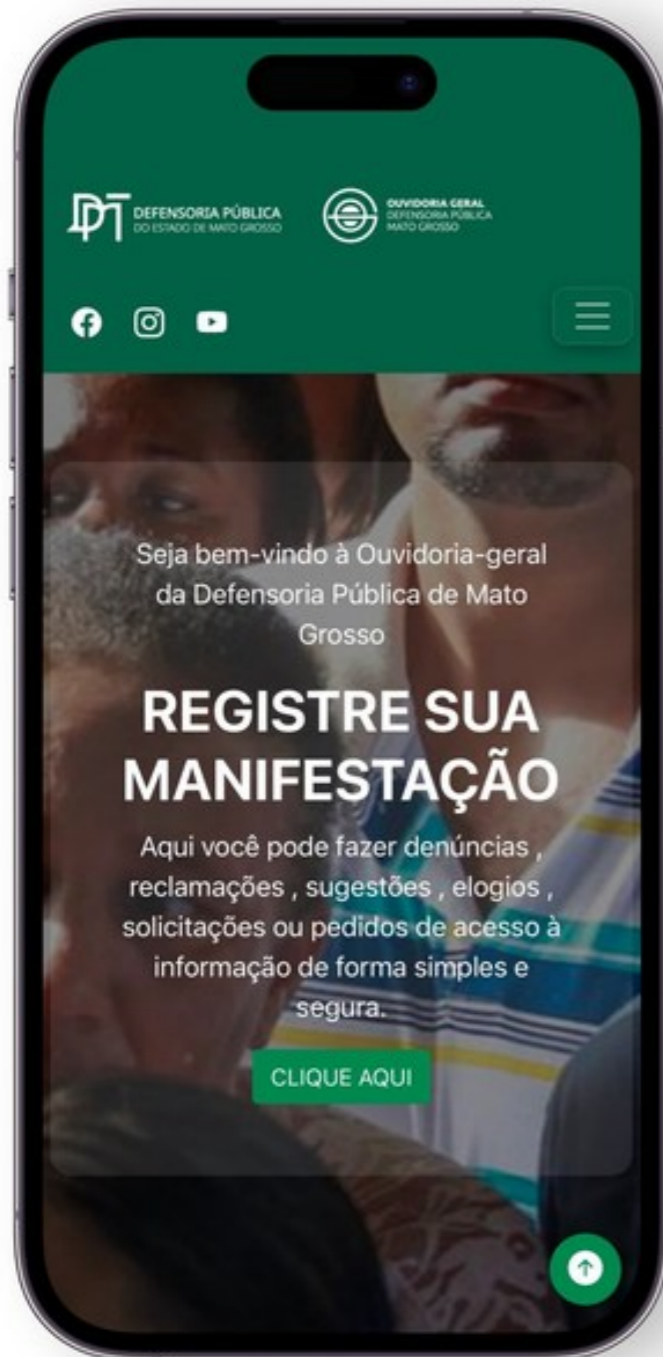 DEFENSORIA PÚBLICA
DO ESTADO DE MATO GROSSO
OUVIDORIA GERAL
DEFENSORIA PÚBLICA
MATO GROSSO
Seja bem-vindo à Ouvidoria-geral
da Defensoria Pública de Mato
Grosso
REGISTRE SUA
MANIFESTAÇÃO
Aqui você pode fazer denúncias ,
reclamações , sugestões , elogios ,
solicitações ou pedidos de acesso à
informação de forma simples e
segura.
CLIQUE AQUI